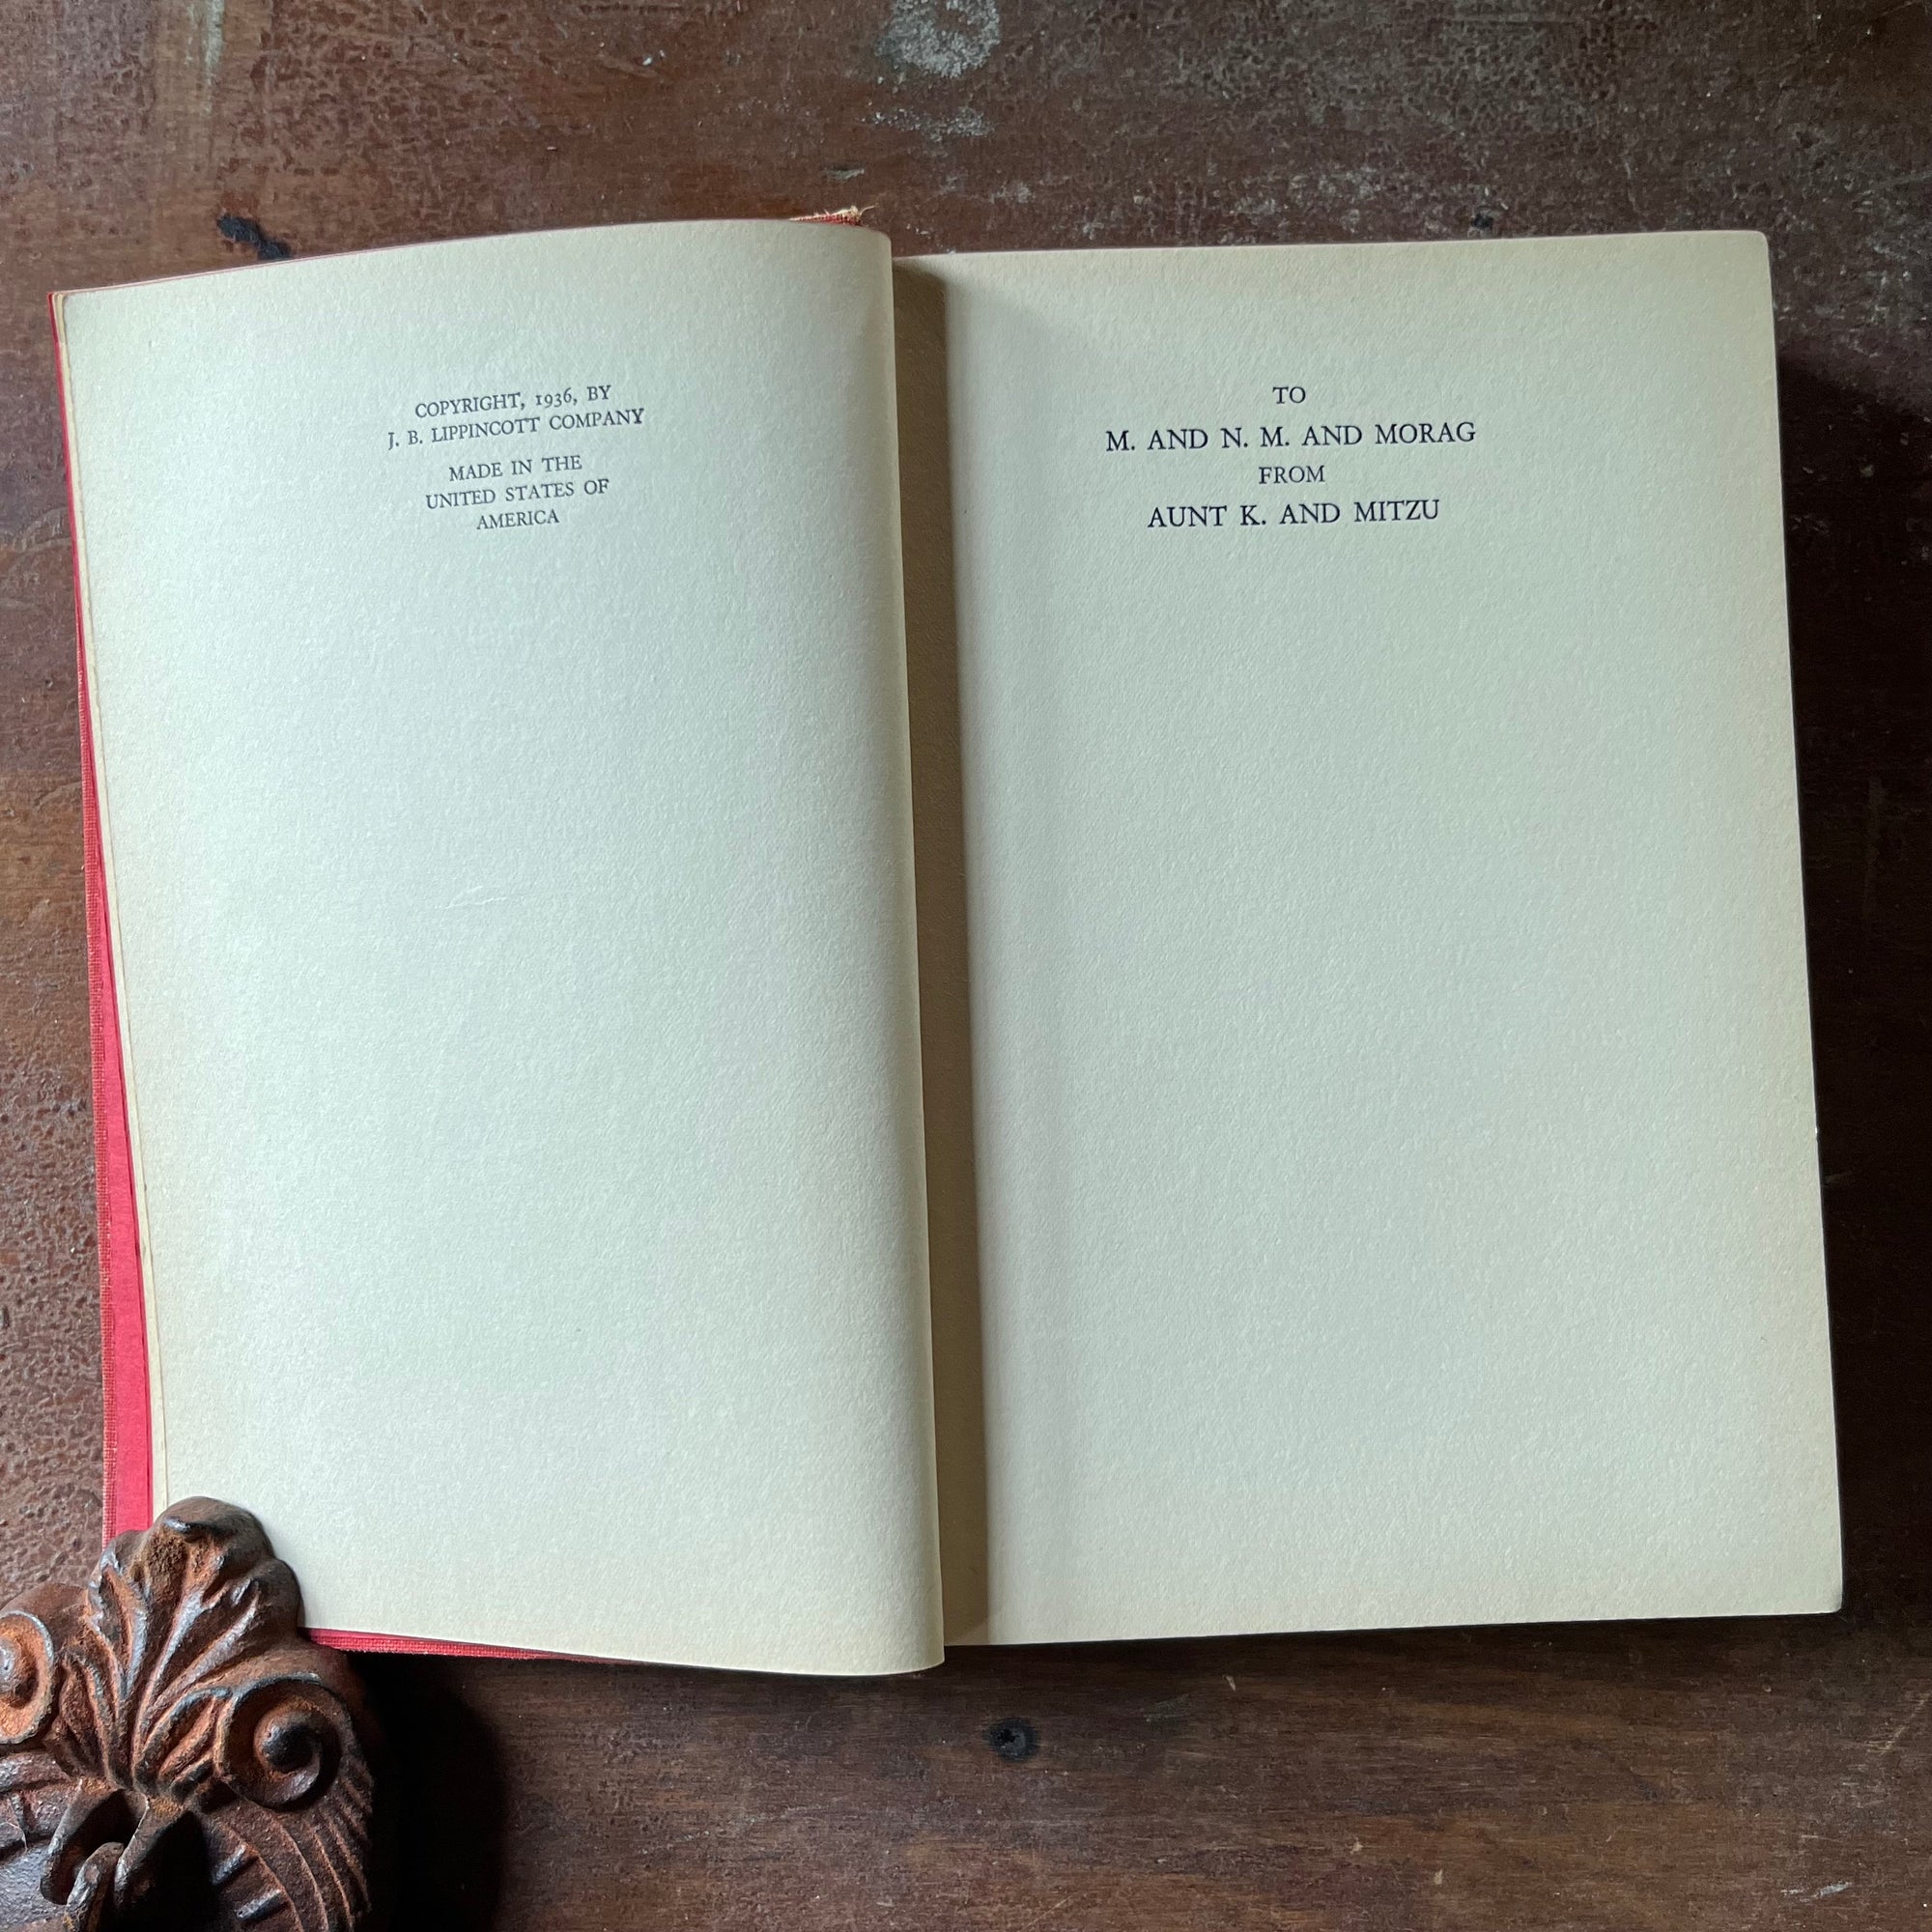 COPYRIGHT, 1936, BY
J. B. LIPPINCOTT COMPANY
MADE IN THE
UNITED STATES OF
AMERICA
TO
M. AND N. M. AND MORAG
FROM
AUNT K. AND MITZU